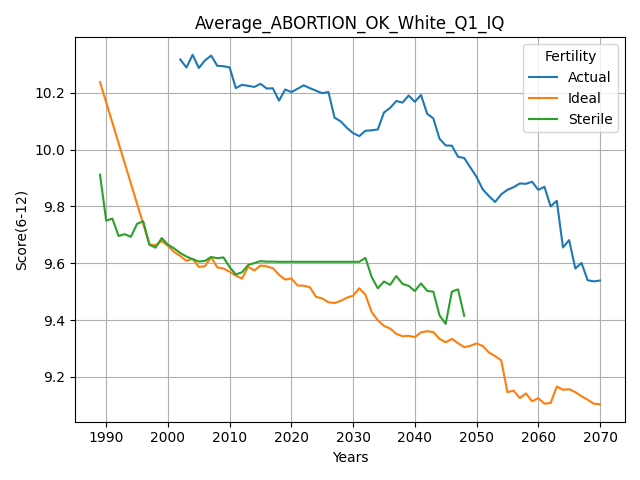 Average_ABORTION_OK_White_Q1_IQ
Fertility
Actual
Ideal
Sterile
Score(6-12)
10.2
10.0
9.8
9.6
9.4
9.2
1990 2000 2010 2020 2030 2040 2050 2060 2070
Years